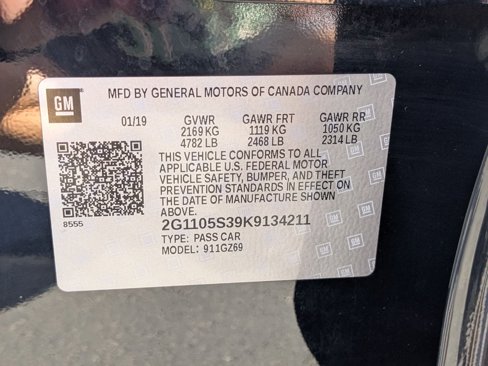 GM
MFD BY GENERAL MOTORS OF CANADA COMPANY
01/19 GVWR GAWR FRT GAWR RR
2169 KG 1119 KG 1050 KG
4782 LB 2468 LB 2314 LB
THIS VEHICLE CONFORMS TO ALL
APPLICABLE U.S. FEDERAL MOTOR
VEHICLE SAFETY, BUMPER, AND THEFT
PREVENTION STANDARDS IN EFFECT ON
THE DATE OF MANUFACTURE SHOWN
ABOVE.
8555
2G1105S39K9134211
TYPE: PASS CAR
MODEL: 911GZ69